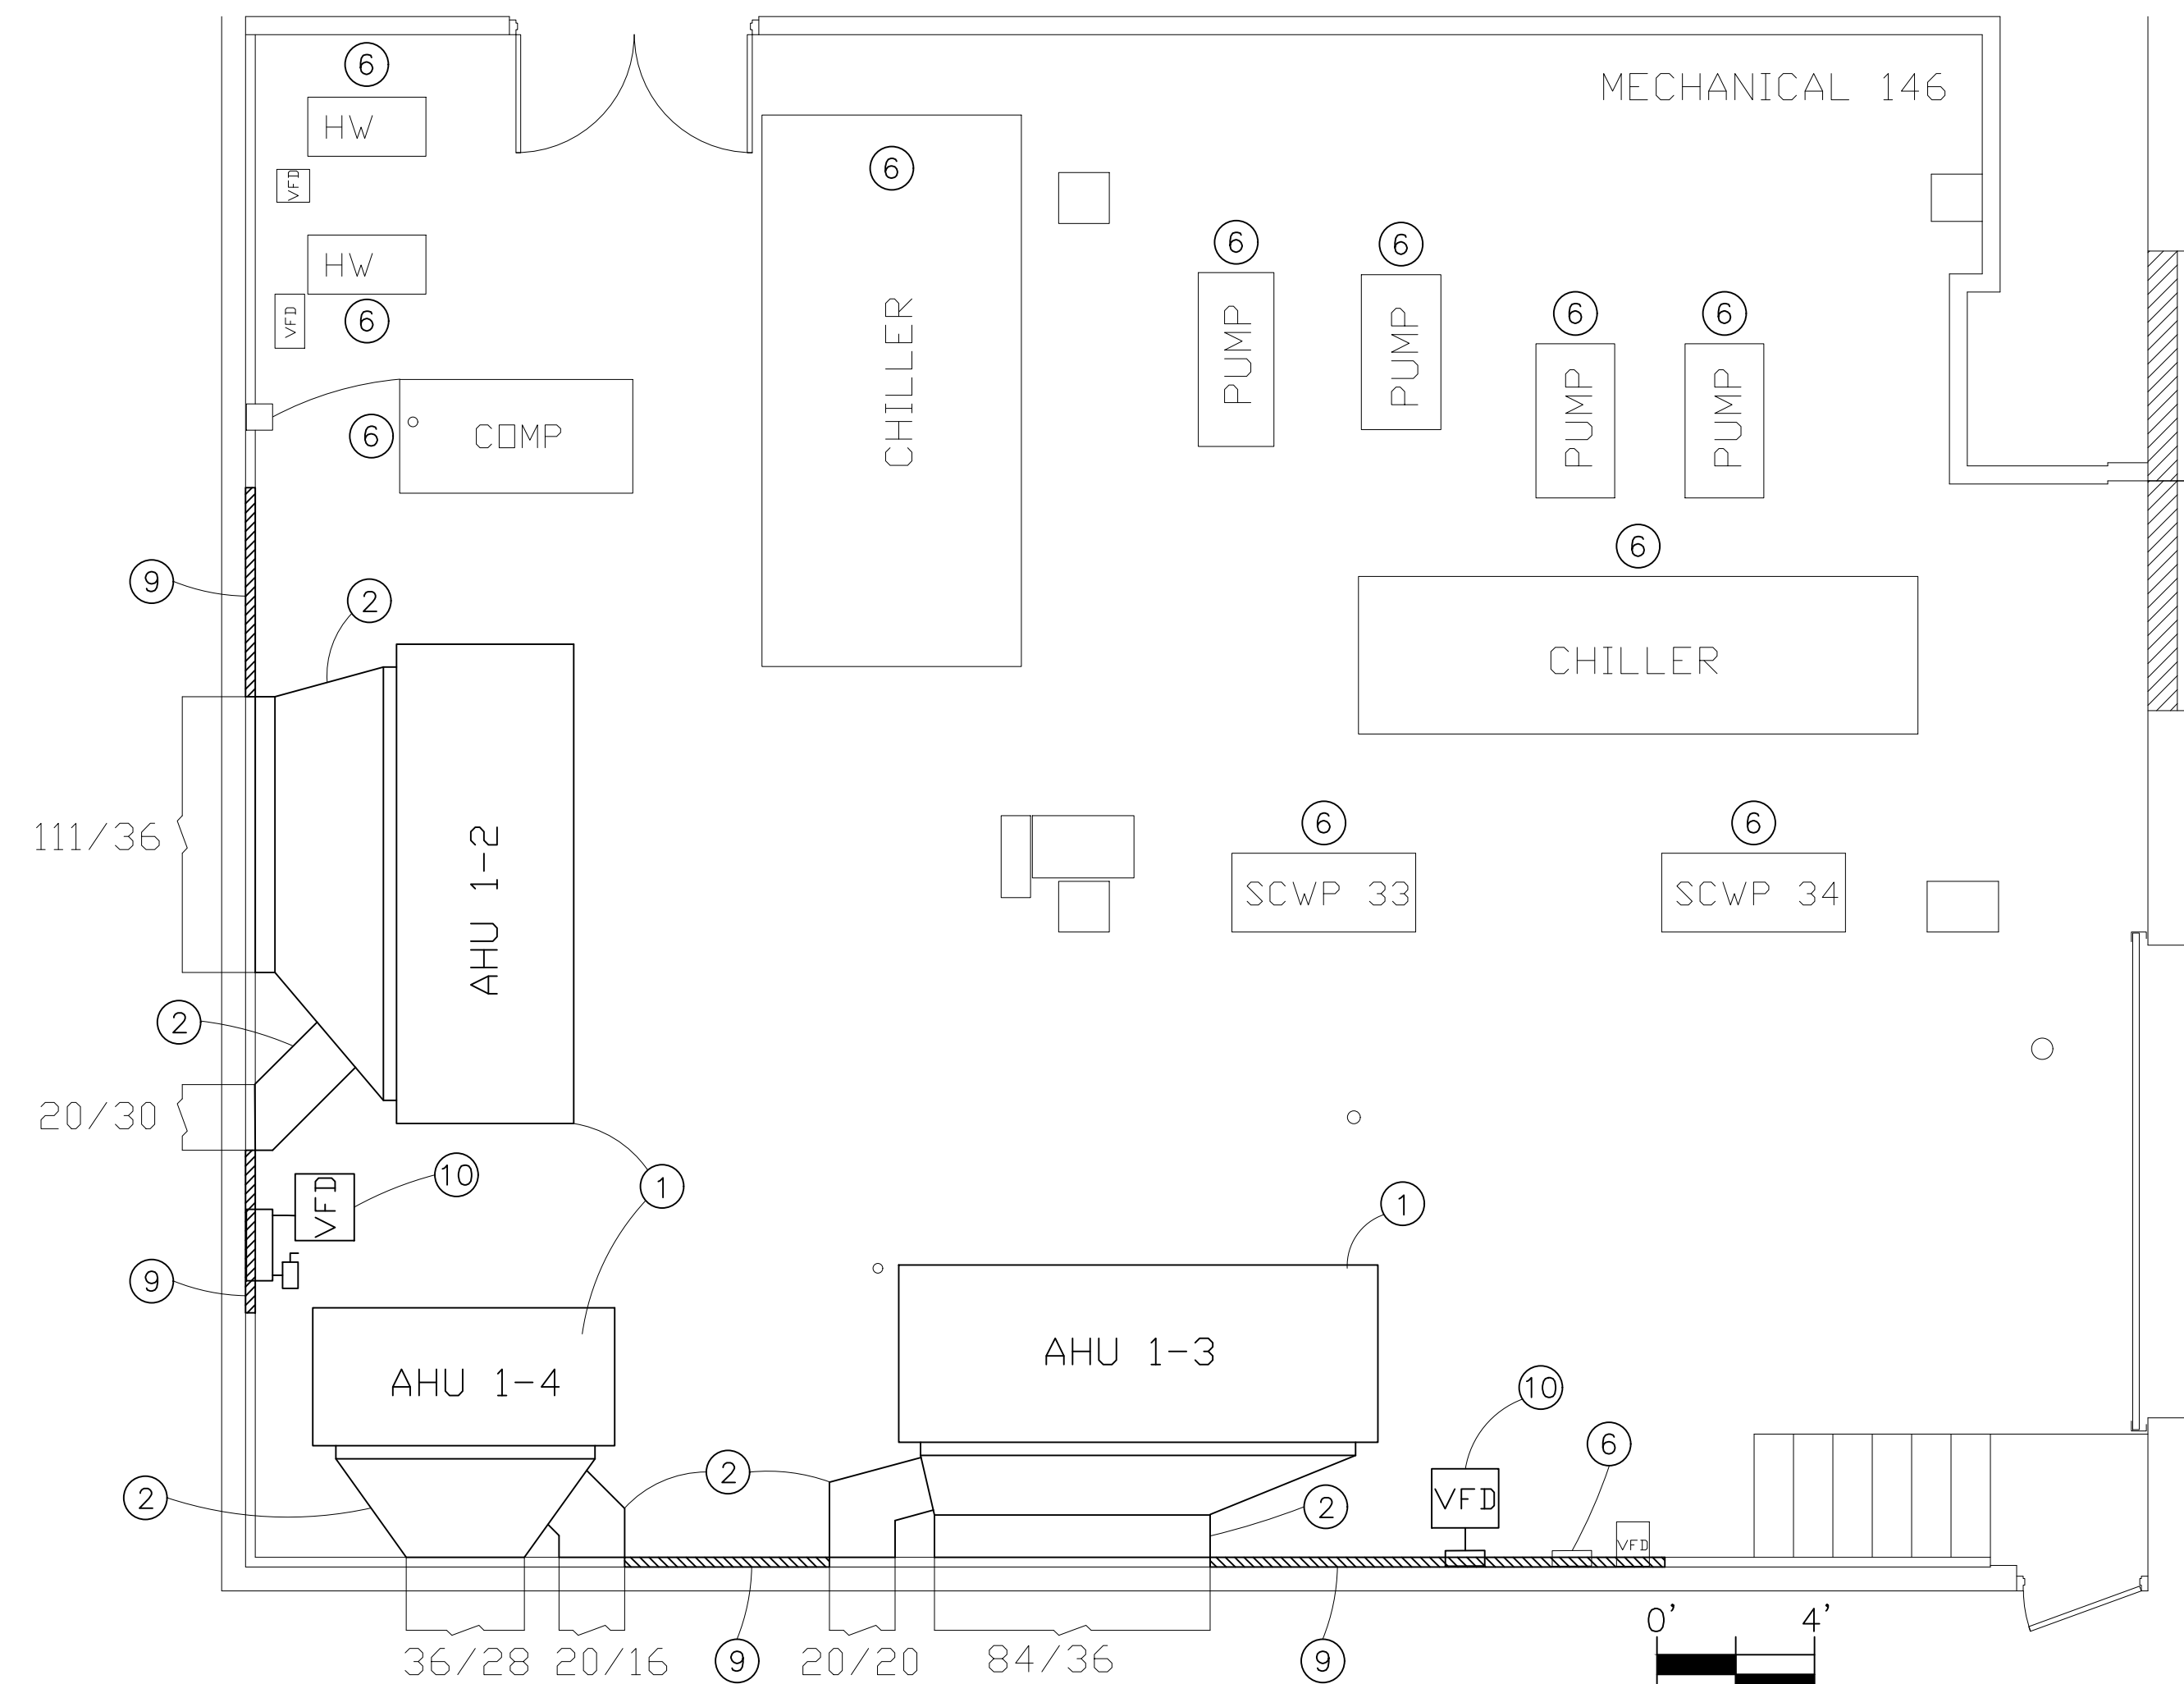 MECHANICAL 146
6
HW
VFD
HW
VFD
6
6
COMP
6
CHILLER
6
PUMP
6
PUMP
6
PUMP
6
PUMP
6
CHILLER
9
2
111/36
AHU 1-2
6
SCWP 33
6
SCWP 34
2
20/30
10
VFD
1
1
9
AHU 1-4
AHU 1-3
10
6
2
2
2
VFD
VFD
36/28
20/16
9
20/20
84/36
9
0'
4'